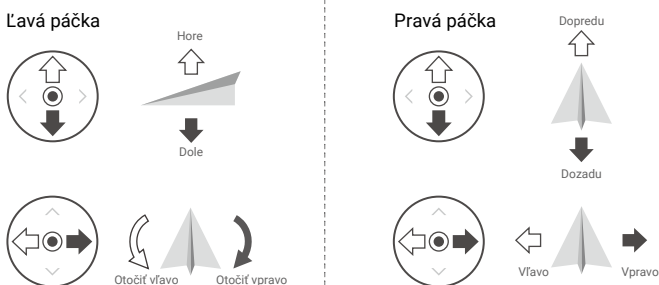 Ľavá páčka
Hore
Dole
Otočiť vľavo
Otočiť vpravo
Pravá páčka
Dopredu
Dozadu
Vľavo
Vpravo